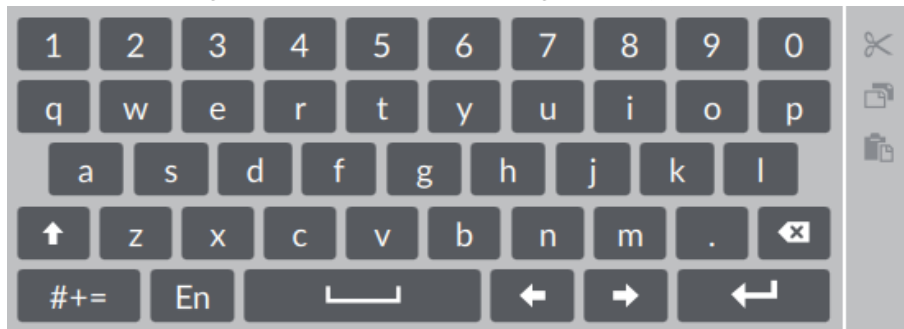 1 2 3 4 5 6 7 8 9 0
q w e r t y u i o p
a s d f g h j k l
z x c v b n m .
#+= En